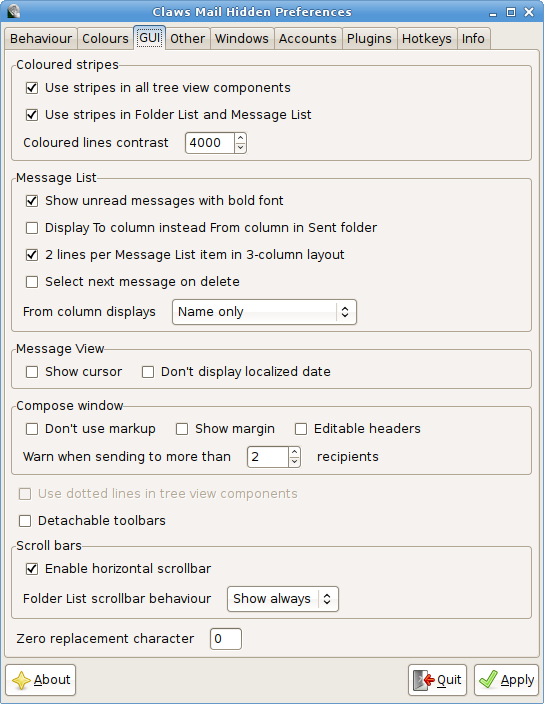 Claws Mail Hidden Preferences
Behaviour Colours GUI Other Windows Accounts Plugins Hotkeys Info
Coloured stripes
Use stripes in all tree view components
Use stripes in Folder List and Message List
Coloured lines contrast 4000
Message List
Show unread messages with bold font
Display To column instead From column in Sent folder
2 lines per Message List item in 3-column layout
Select next message on delete
From column displays Name only
Message View
Show cursor Don't display localized date
Compose window
Don't use markup Show margin Editable headers
Warn when sending to more than 2 recipients
Use dotted lines in tree view components
Detachable toolbars
Scroll bars
Enable horizontal scrollbar
Folder List scrollbar behaviour Show always
Zero replacement character 0
About Quit Apply